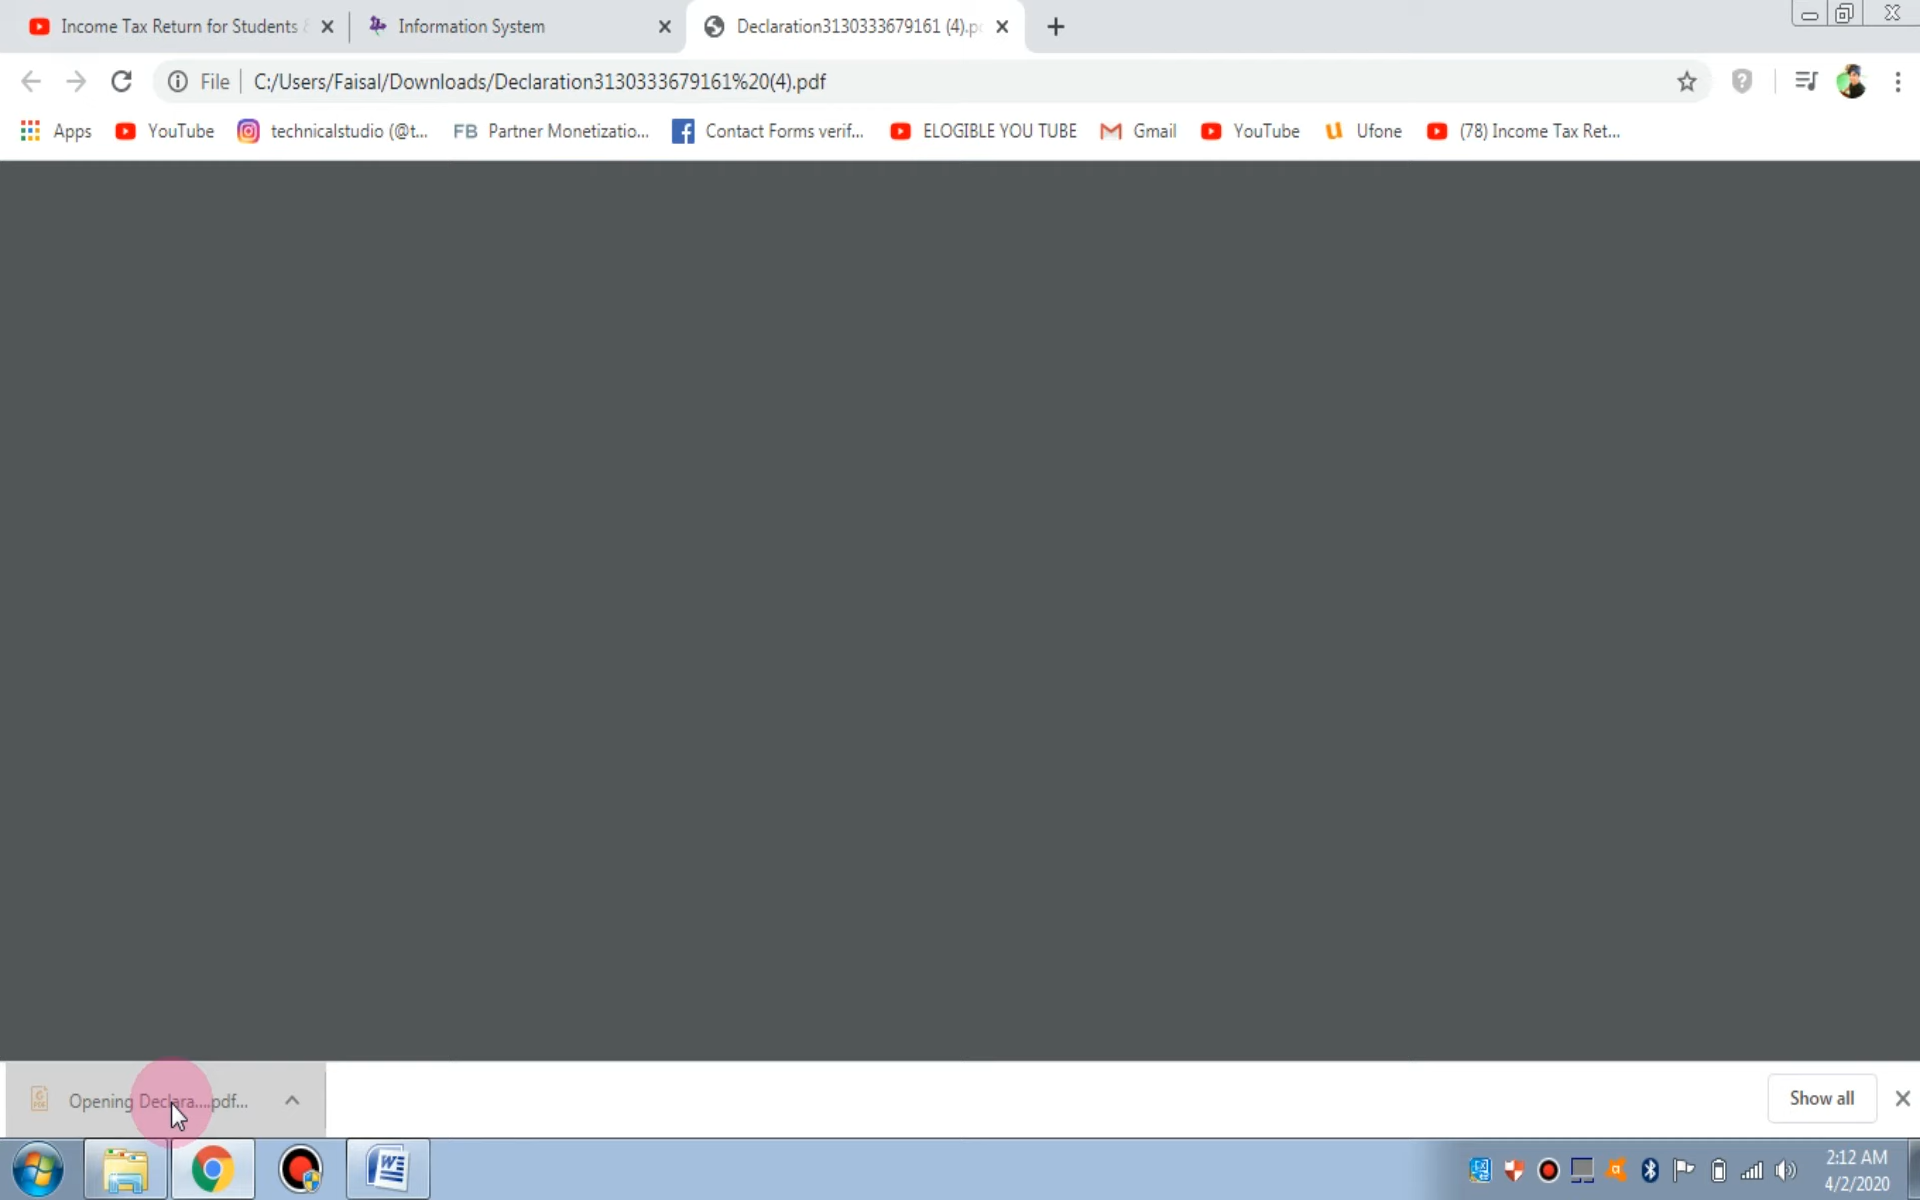 Income Tax Return for Students
Information System
Declaration3130333679161 (4).p
File
C:/Users/Faisal/Downloads/Declaration3130333679161%20(4).pdf
Apps
YouTube
technicalstudio (@t...
FB Partner Monetizatio...
Contact Forms verif...
ELOGIBLE YOU TUBE
Gmail
YouTube
Ufone
(78) Income Tax Ret...
Opening Declara....pdf...
Show all
2:12 AM
4/2/2020